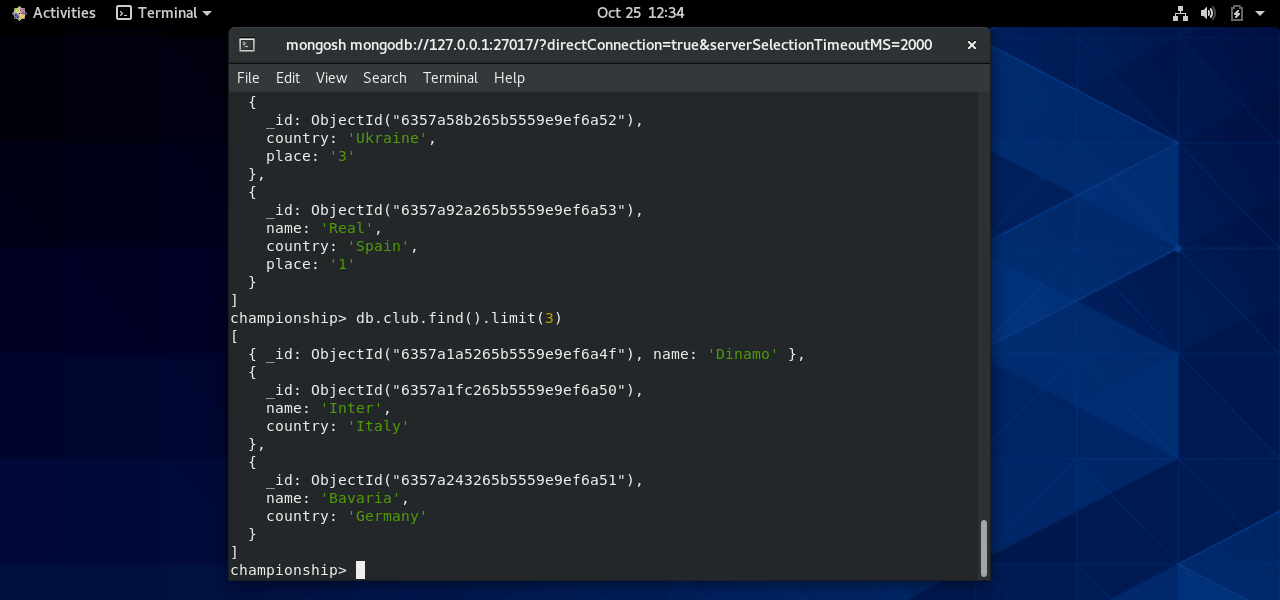 Activities Terminal Oct 25 12:34
mongosh mongodb://127.0.0.1:27017/?directConnection=true&serverSelectionTimeoutMS=2000 ×
File Edit View Search Terminal Help
  {
    _id: ObjectId("6357a58b265b5559e9ef6a52"),
    country: 'Ukraine',
    place: '3'
  },
  {
    _id: ObjectId("6357a92a265b5559e9ef6a53"),
    name: 'Real',
    country: 'Spain',
    place: '1'
  }
]
championship> db.club.find().limit(3)
[
  { _id: ObjectId("6357a1a5265b5559e9ef6a4f"), name: 'Dinamo' },
  {
    _id: ObjectId("6357a1fc265b5559e9ef6a50"),
    name: 'Inter',
    country: 'Italy'
  },
  {
    _id: ObjectId("6357a243265b5559e9ef6a51"),
    name: 'Bavaria',
    country: 'Germany'
  }
]
championship>